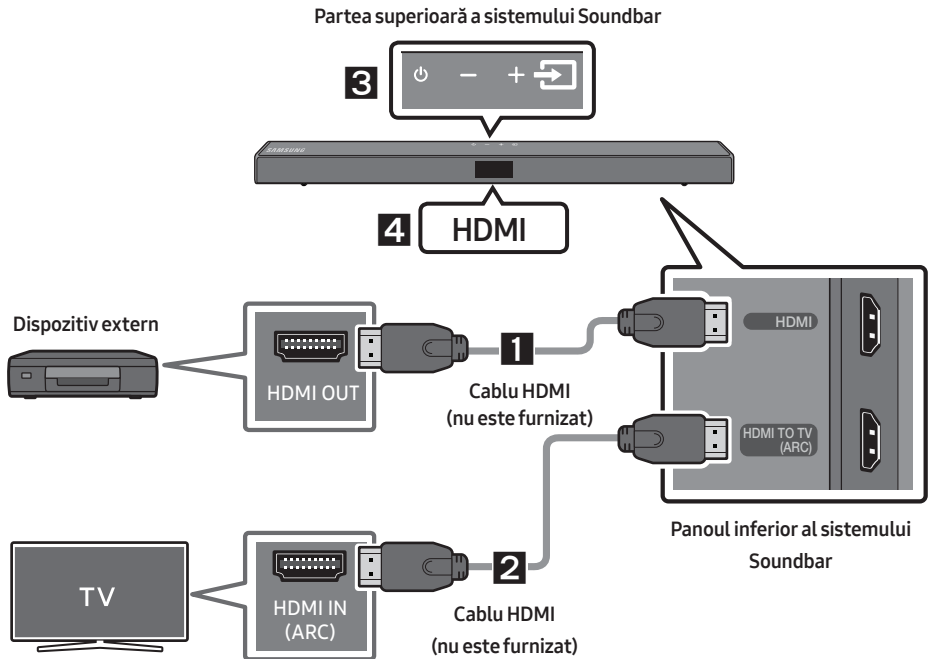 Partea superioară a sistemului Soundbar
3
SAMSUNG
4
HDMI
Dispozitiv extern
HDMI OUT
1
Cablu HDMI
(nu este furnizat)
HDMI
HDMI TO TV
(ARC)
Panoul inferior al sistemului
Soundbar
TV
HDMI IN
(ARC)
2
Cablu HDMI
(nu este furnizat)